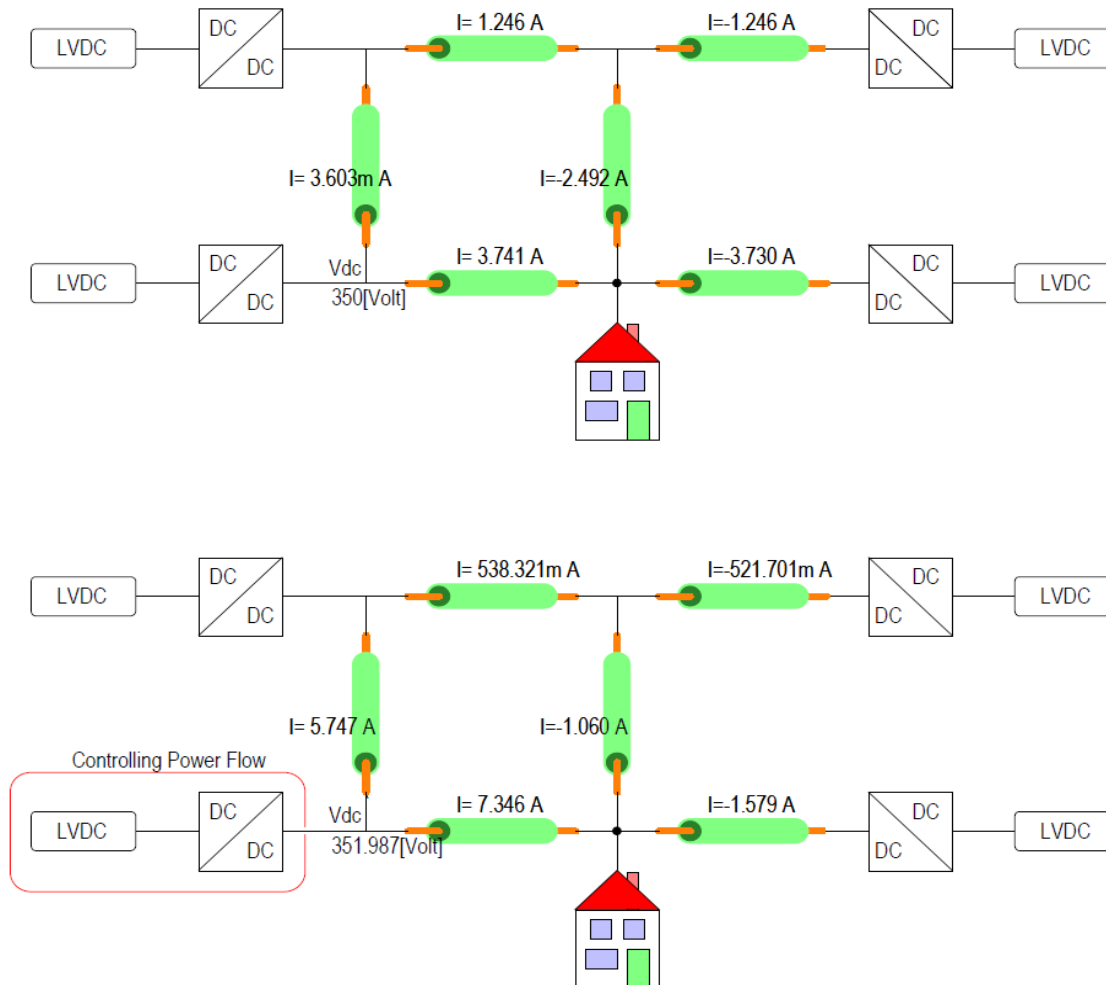 LVDC
DC
DC
I= 1.246 A
I=-1.246 A
DC
DC
LVDC
I= 3.603m A
I=-2.492 A
LVDC
DC
DC
Vdc
350[Volt]
I= 3.741 A
I=-3.730 A
DC
DC
LVDC
LVDC
DC
DC
I= 538.321m A
I=-521.701m A
DC
DC
LVDC
I= 5.747 A
I=-1.060 A
Controlling Power Flow
LVDC
DC
DC
Vdc
351.987[Volt]
I= 7.346 A
I=-1.579 A
DC
DC
LVDC